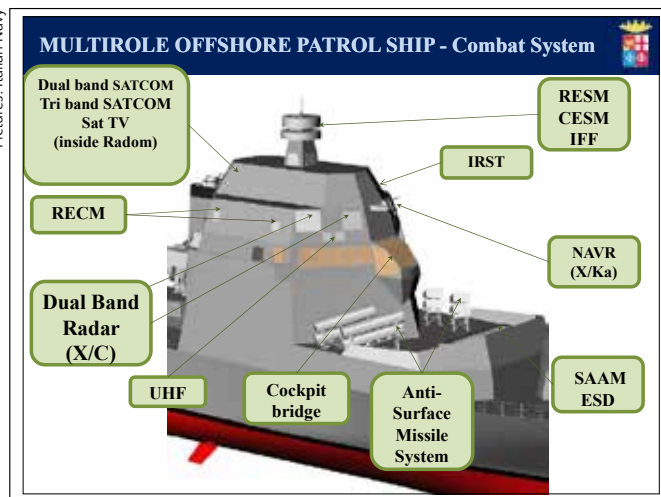 Pictures: Italian Navy
MULTIROLE OFFSHORE PATROL SHIP - Combat System
Dual band SATCOM
Tri band SATCOM
Sat TV
(inside Radom)
RESM
CESM
IFF
IRST
RECM
NAVR
(X/Ka)
Dual Band
Radar
(X/C)
UHF
Cockpit
bridge
Anti-
Surface
Missile
System
SAAM
ESD